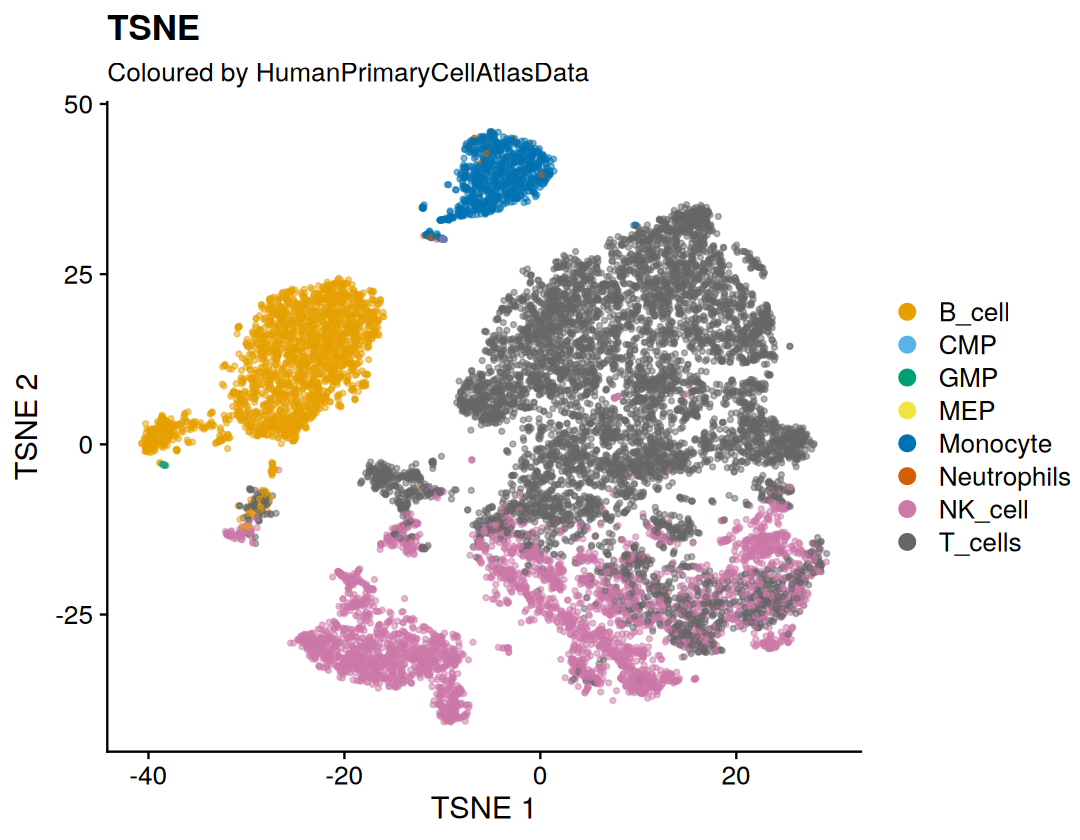 TSNE
Coloured by HumanPrimaryCellAtlasData
50
25
0
-25
TSNE 2
-40
-20
0
20
TSNE 1
B_cell
CMP
GMP
MEP
Monocyte
Neutrophils
NK_cell
T_cells